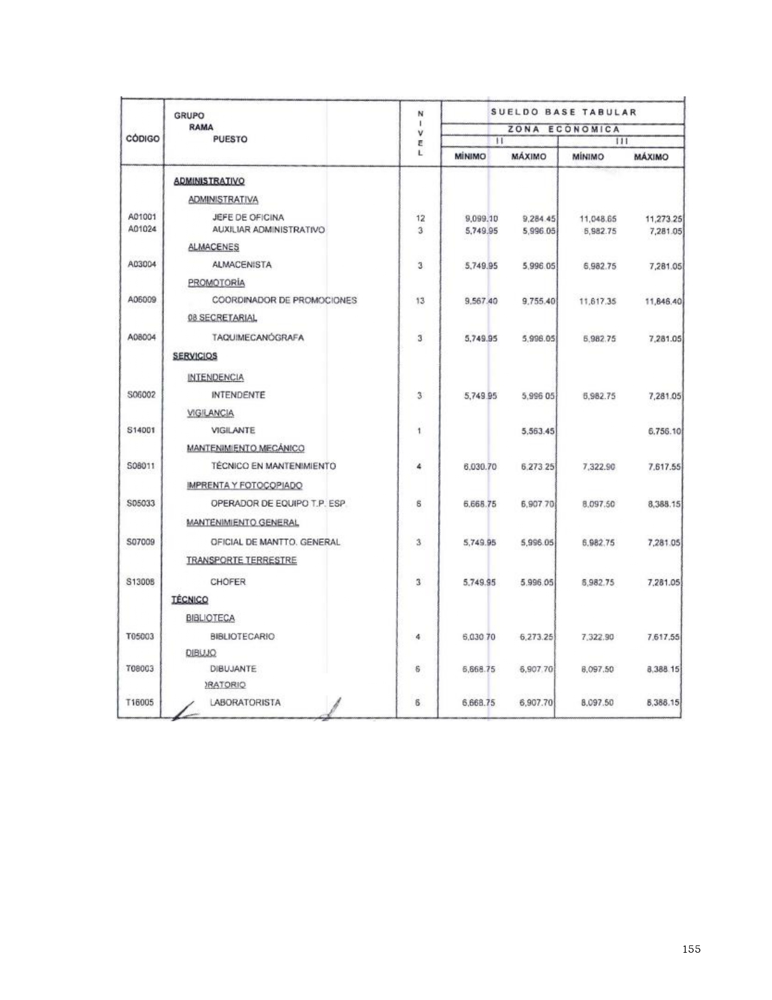 CÓDIGO GRUPO RAMA PUESTO NIVEL SUELDO BASE TABULAR
ZONA ECONOMICA
II III
MÍNIMO MÁXIMO MÍNIMO MÁXIMO
ADMINISTRATIVO
ADMINISTRATIVA
A01001 JEFE DE OFICINA 12 9,099.10 9,284.45 11,048.65 11,273.25
A01024 AUXILIAR ADMINISTRATIVO 3 5,749.95 5,996.05 6,982.75 7,281.05
ALMACENES
A03004 ALMACENISTA 3 5,749.95 5,996.05 6,982.75 7,281.05
PROMOTORÍA
A06009 COORDINADOR DE PROMOCIONES 13 9,567.40 9,755.40 11,617.35 11,846.40
08 SECRETARIAL
A08004 TAQUIMECANÓGRAFA 3 5,749.95 5,996.05 6,982.75 7,281.05
SERVICIOS
INTENDENCIA
S06002 INTENDENTE 3 5,749.95 5,996.05 6,982.75 7,281.05
VIGILANCIA
S14001 VIGILANTE 1 5,563.45 6,756.10
MANTENIMIENTO MECÁNICO
S08011 TÉCNICO EN MANTENIMIENTO 4 6,030.70 6,273.25 7,322.90 7,617.55
IMPRENTA Y FOTOCOPIADO
S05033 OPERADOR DE EQUIPO T.P. ESP. 6 6,668.75 6,907.70 8,097.50 8,388.15
MANTENIMIENTO GENERAL
S07009 OFICIAL DE MANTTO. GENERAL 3 5,749.95 5,996.05 6,982.75 7,281.05
TRANSPORTE TERRESTRE
S13008 CHOFER 3 5,749.95 5,996.05 6,982.75 7,281.05
TÉCNICO
BIBLIOTECA
T05003 BIBLIOTECARIO 4 6,030.70 6,273.25 7,322.90 7,617.55
DIBUJO
T08003 DIBUJANTE 6 6,668.75 6,907.70 8,097.50 8,388.15
ORATORIO
T16005 LABORATORISTA 6 6,668.75 6,907.70 8,097.50 8,388.15
155